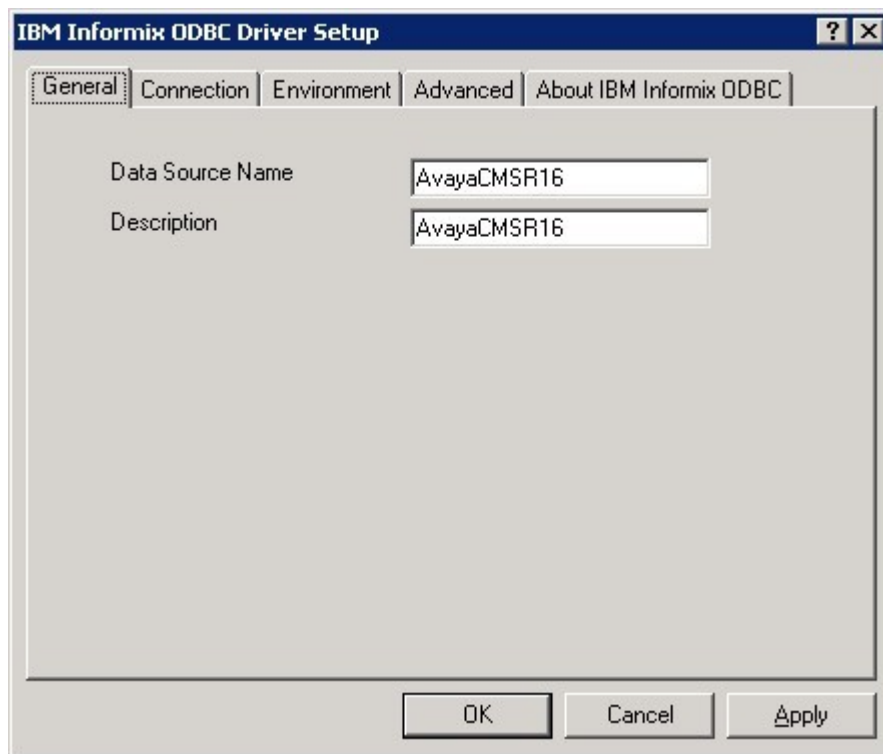 IBM Informix ODBC Driver Setup
General Connection Environment Advanced About IBM Informix ODBC
Data Source Name AvayaCMSR16
Description AvayaCMSR16
OK Cancel Apply